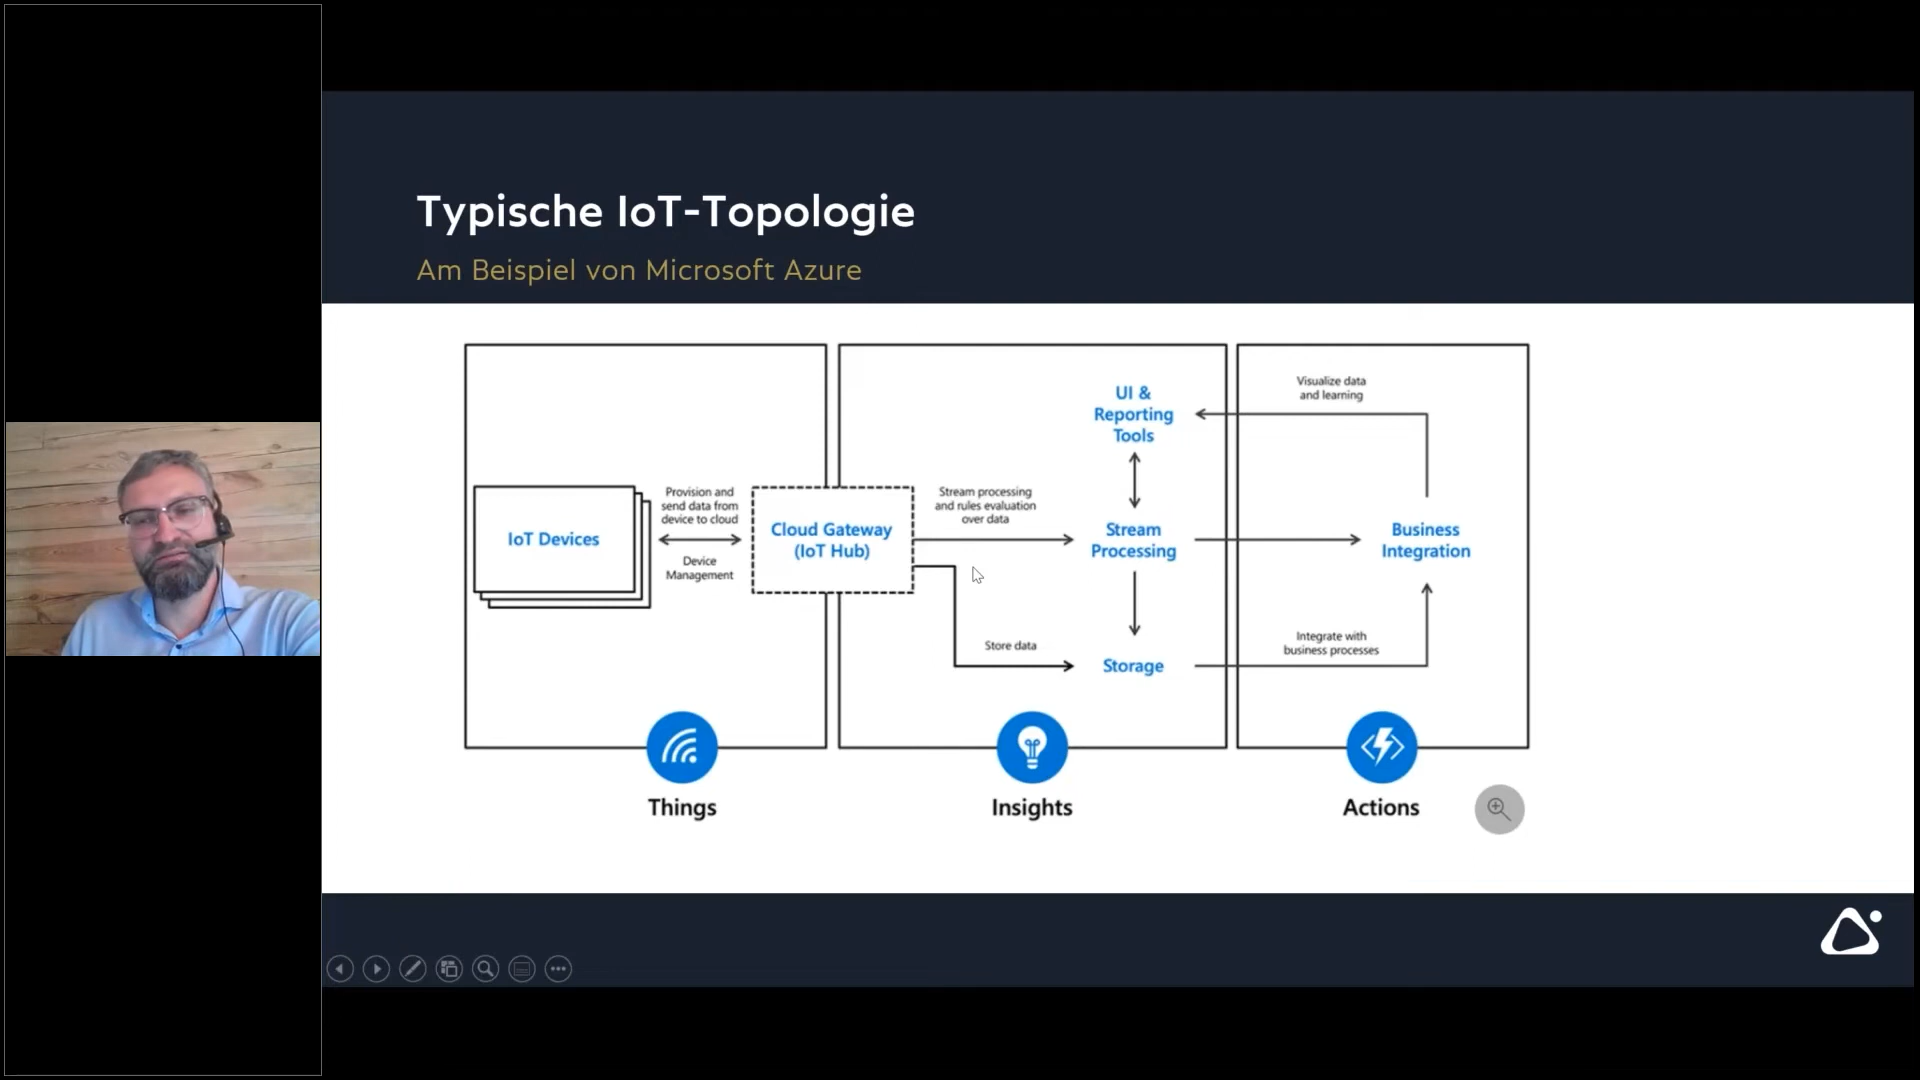 Typische IoT-Topologie
Am Beispiel von Microsoft Azure
IoT Devices
Provision and
send data from
device to cloud
Device
Management
Cloud Gateway
(IoT Hub)
Stream processing
and rules evaluation
over data
Store data
UI &
Reporting
Tools
Stream
Processing
Storage
Visualize data
and learning
Business
Integration
Integrate with
business processes
Things
Insights
Actions